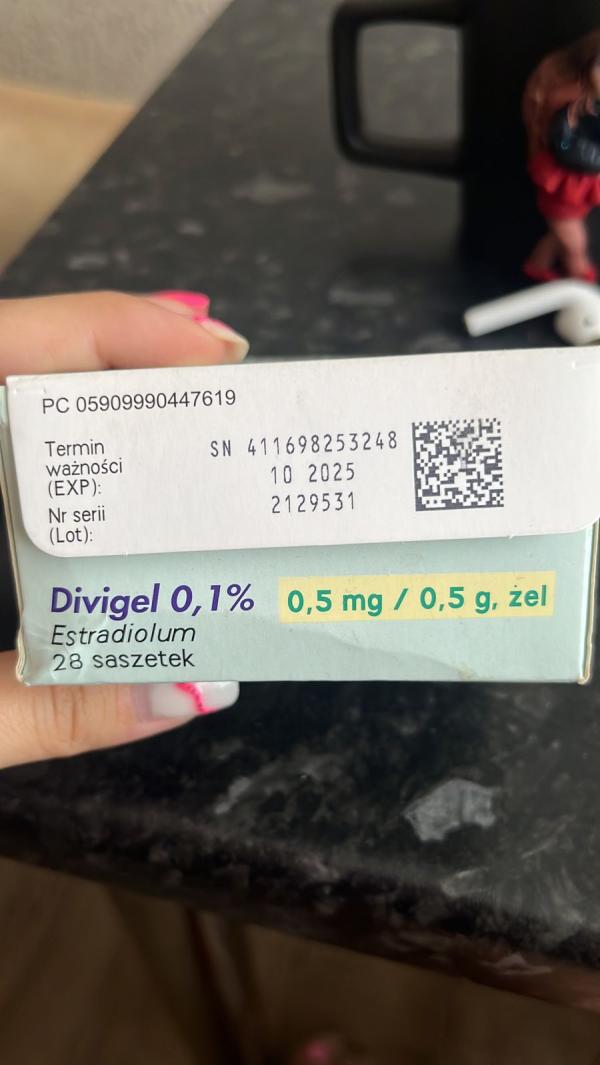 PC 05909990447619
Termin
ważności
(EXP):
Nr serii
(Lot):
SN 411698253248
10 2025
2129531
Divigel 0,1%
0,5 mg / 0,5 g, żel
Estradiolum
28 saszetek